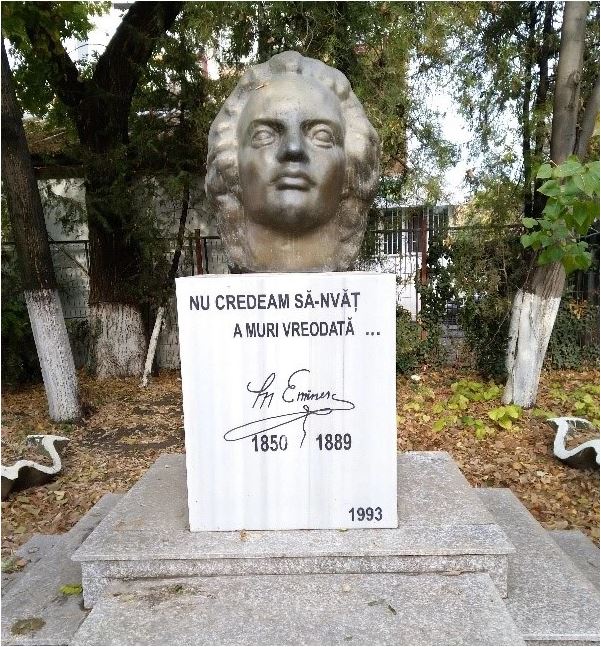 NU CREDEAM SĂ-NVĂȚ
A MURI VREODATĂ ...
M Eminescu
1850 1889
1993